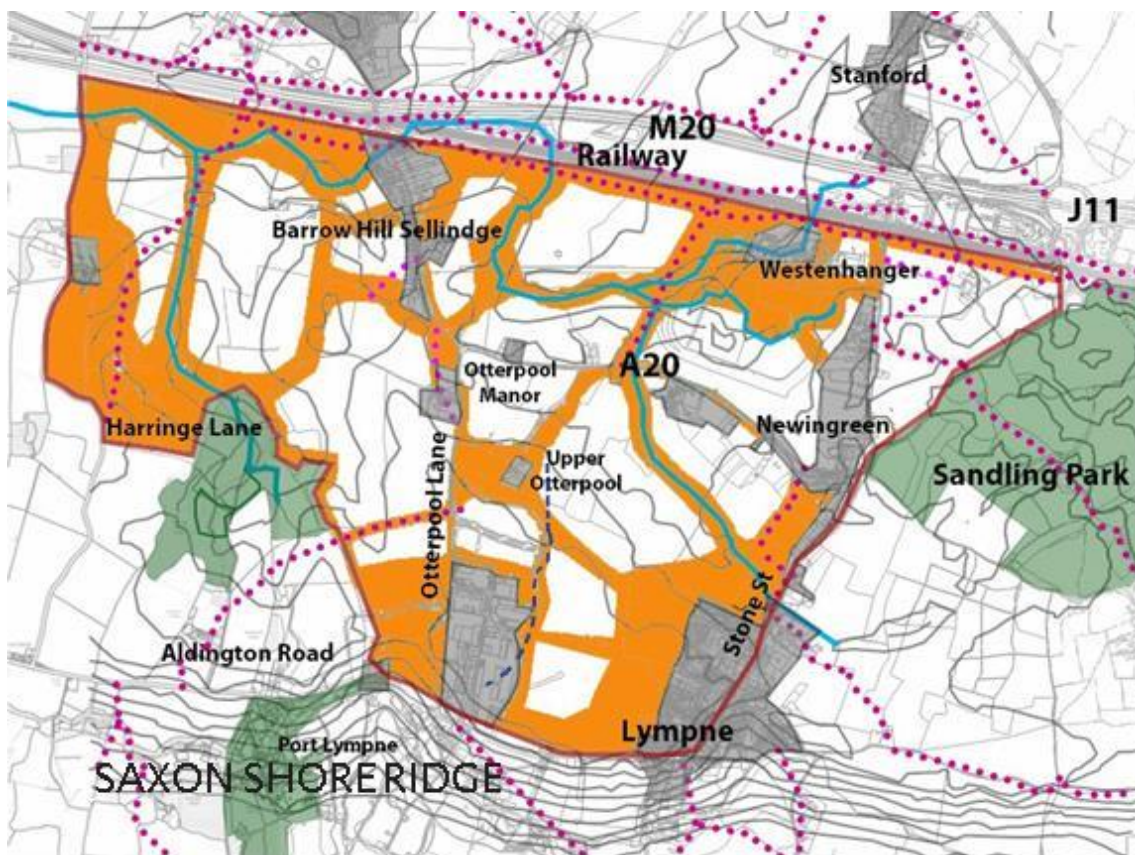 Stanford
M20
Railway
J11
Barrow Hill Sellindge
Westenhanger
A20
Otterpool
Manor
Harringe Lane
Newingreen
Upper
Otterpool
Sandling Park
Otterpool Lane
Stone St
Aldington Road
Lympne
Port Lympne
SAXON SHORERIDGE